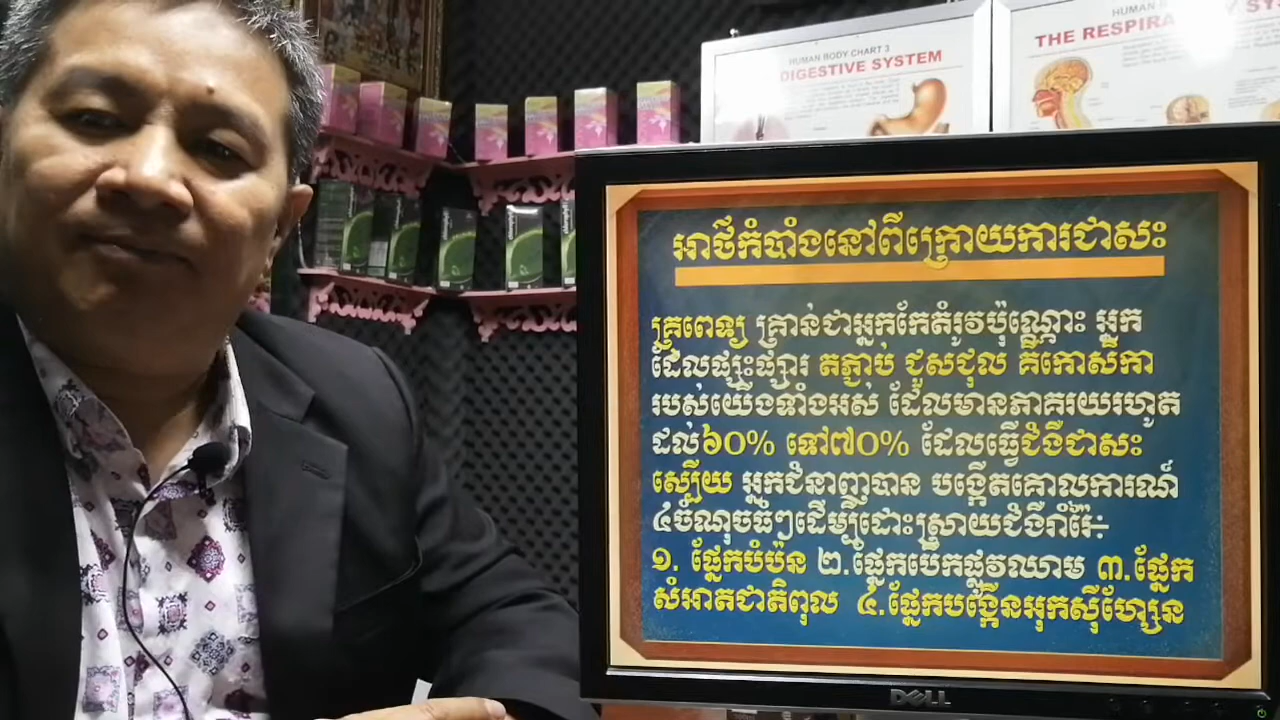 HUMAN BODY CHART 3
DIGESTIVE SYSTEM
HUMAN
THE RESPIRA
SY
អាថ៌កំបាំងនៅពីក្រោយការជាសះ
គ្រូពេទ្យ គ្រាន់ជាអ្នកកែតំរូវប៉ុណ្ណោះ អ្នក
ដែលផ្សះផ្សារ តភ្ជាប់ ជួសជុល គឺកោសិកា
របស់យើងទាំងអស់ ដែលមានភាគរយរហូត
ដល់៦០% ទៅ៧០% ដែលធ្វើជំងឺជាសះ
ស្បើយ អ្នកជំនាញបាន បង្កើតគោលការណ៍
៤ចំណុចធំៗដើម្បីដោះស្រាយជំងឺរ៉ាំរ៉ៃ÷
១. ផ្នែកបំប៉ន ២.ផ្នែកបើកផ្លូវឈាម ៣.ផ្នែក
សំអាតជាតិពុល ៤.ផ្នែកបង្កើនអុកស៊ីហ្សែន
DELL